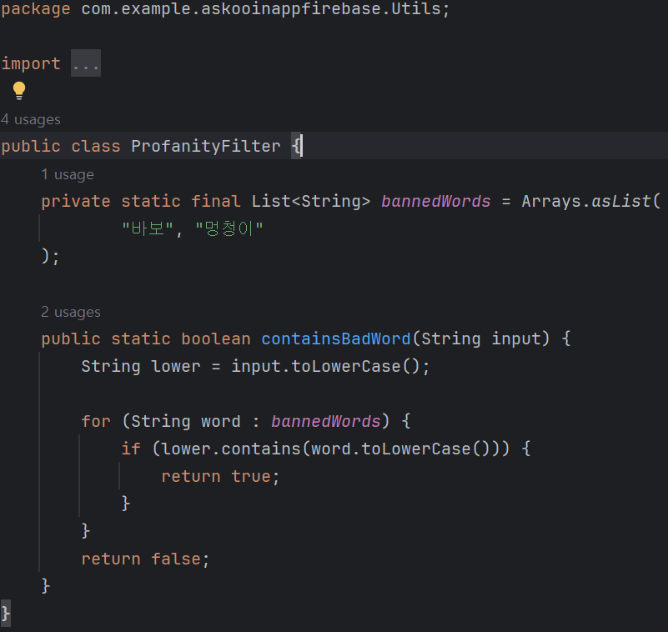 package com.example.askooinappfirebase.Utils;
import ...
4 usages
public class ProfanityFilter {
1 usage
private static final List<String> bannedWords = Arrays.asList(
"바보", "멍청이"
);
2 usages
public static boolean containsBadWord(String input) {
String lower = input.toLowerCase();
for (String word : bannedWords) {
if (lower.contains(word.toLowerCase())) {
return true;
}
}
return false;
}
}